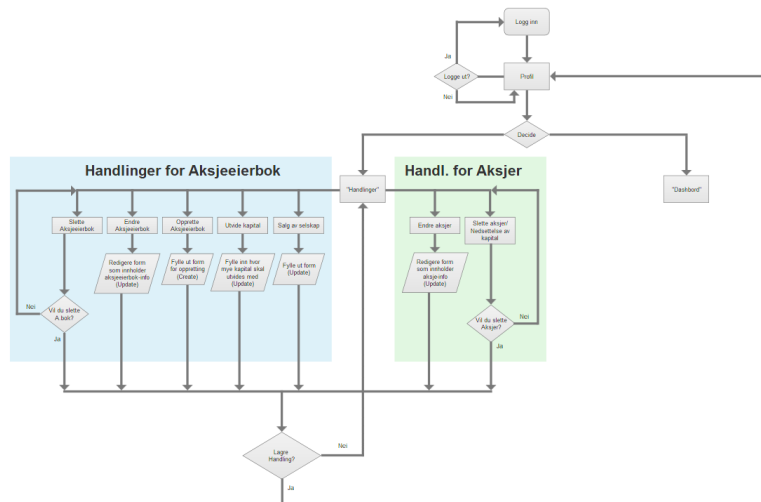 Logg inn
Ja
Logge ut?
Profil
Nei
Decide
Handlinger for Aksjeeierbok
Handl. for Aksjer
"Handlinger"
"Dashbord"
Slette
Aksjeeierbok
Endre
Aksjeeierbok
Opprette
Aksjeeierbok
Utvide kapital
Salg av selskap
Endre aksjer
Slette aksjer/
Nedsettelse av
kapital
Redigere form
som innholder
aksjeeierbok-info
(Update)
Fylle ut form
for oppretting
(Create)
Fylle inn hvor
mye kapital skal
utvides med
(Update)
Fylle ut form
(Update)
Redigere form
som innholder
aksje-info
(Update)
Nei
Vil du slette
A.bok?
Ja
Vil du slette
Aksjer?
Nei
Ja
Lagre
Handling?
Nei
Ja